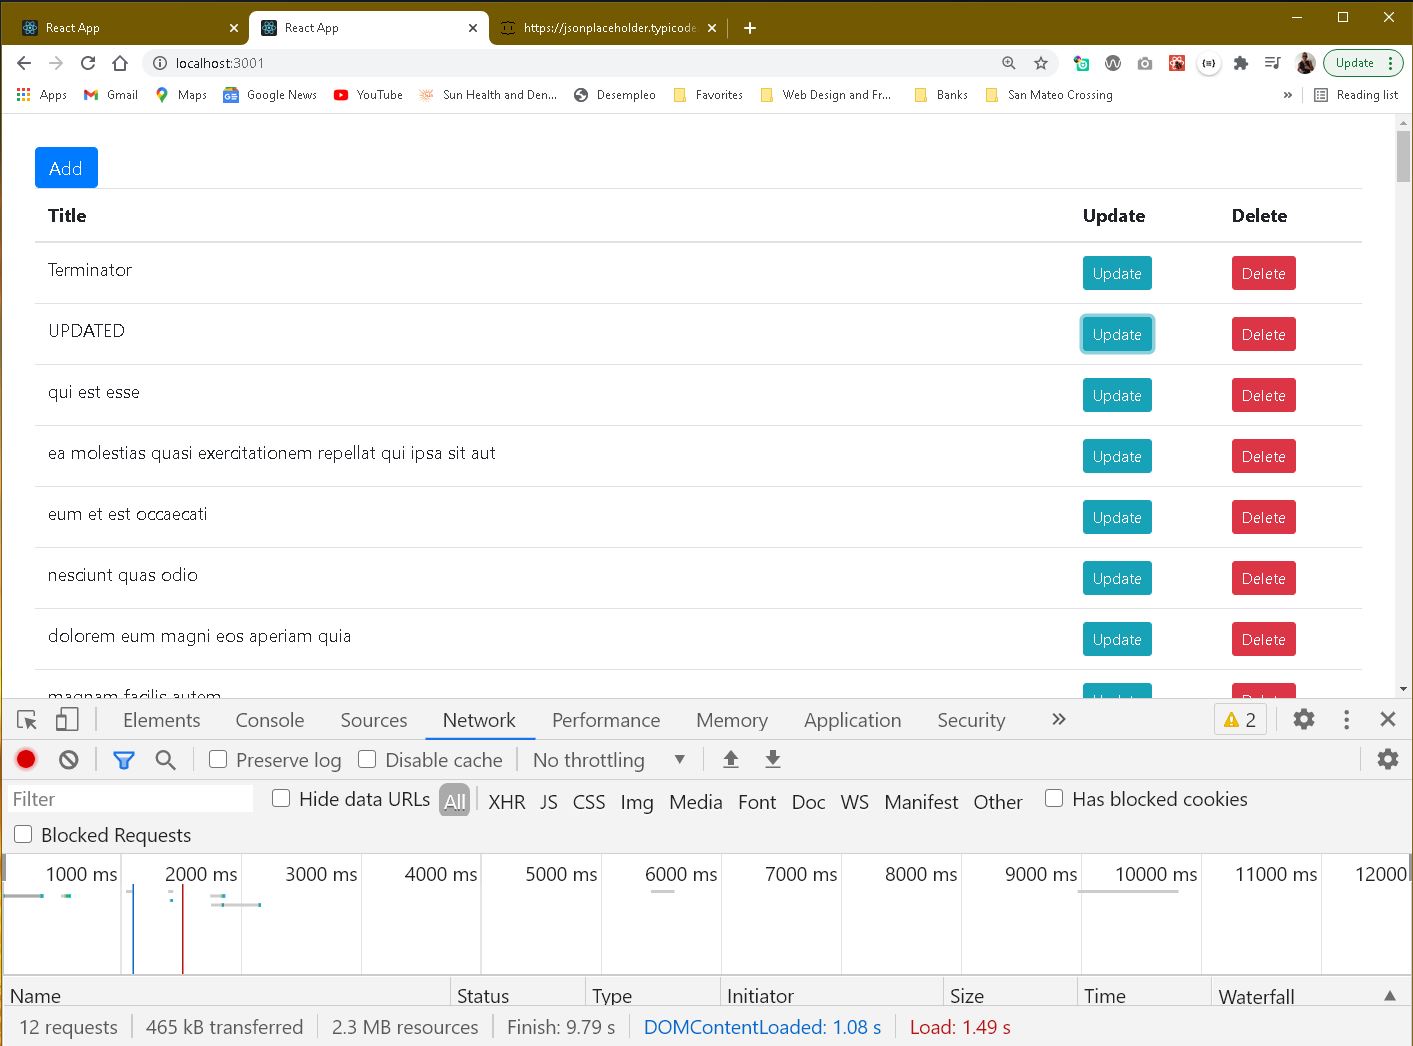 React App
React App
https://jsonplaceholder.typicode
localhost:3001
Update
Apps Gmail Maps Google News YouTube Sun Health and Den... Desempleo Favorites Web Design and Fr... Banks San Mateo Crossing » Reading list
Add
Title Update Delete
Terminator Update Delete
UPDATED Update Delete
qui est esse Update Delete
ea molestias quasi exercitationem repellat qui ipsa sit aut Update Delete
eum et est occaecati Update Delete
nesciunt quas odio Update Delete
dolorem eum magni eos aperiam quia Update Delete
magnam facilis autem Update Delete
Elements Console Sources Network Performance Memory Application Security » 2
Preserve log Disable cache No throttling
Filter Hide data URLs All XHR JS CSS Img Media Font Doc WS Manifest Other Has blocked cookies
Blocked Requests
1000 ms 2000 ms 3000 ms 4000 ms 5000 ms 6000 ms 7000 ms 8000 ms 9000 ms 10000 ms 11000 ms 12000
Name Status Type Initiator Size Time Waterfall
12 requests 465 kB transferred 2.3 MB resources Finish: 9.79 s DOMContentLoaded: 1.08 s Load: 1.49 s